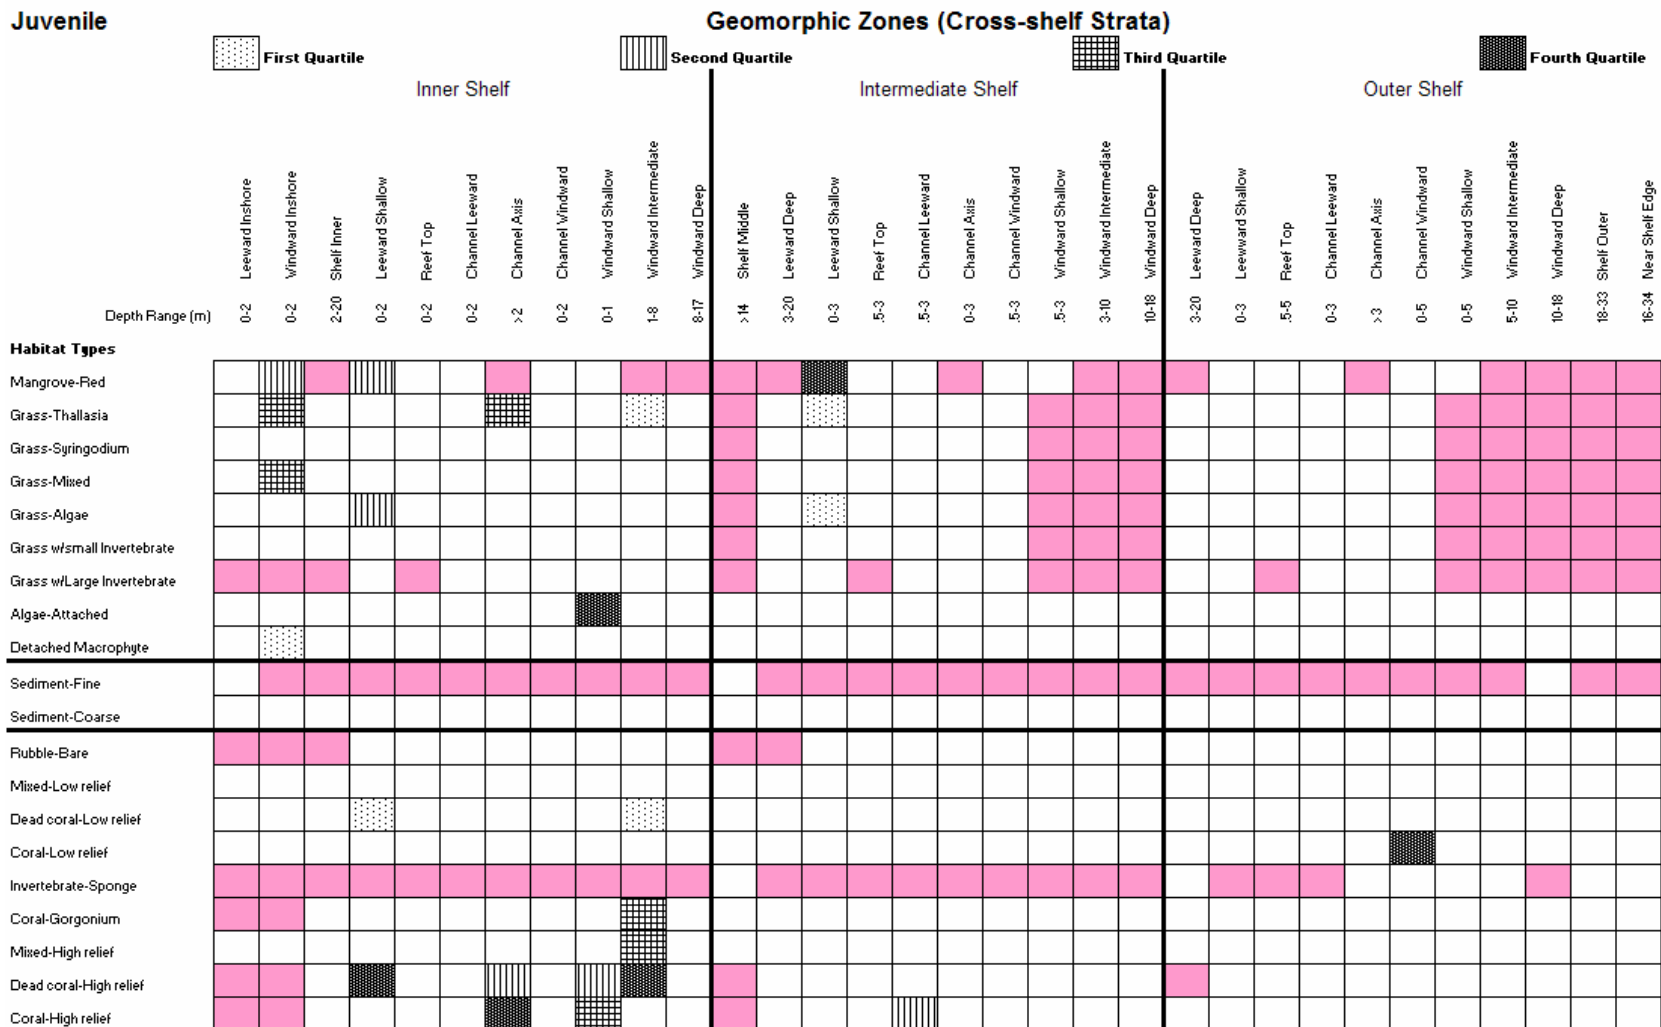 Juvenile
Geomorphic Zones (Cross-shelf Strata)
First Quartile
Second Quartile
Third Quartile
Fourth Quartile
Inner Shelf
Intermediate Shelf
Outer Shelf
Leeward Inshore
Windward Inshore
Shelf Inner
Leeward Shallow
Reef Top
Channel Leeward
Channel Axis
Channel Windward
Windward Shallow
Windward Intermediate
Windward Deep
Shelf Middle
Leeward Deep
Leeward Shallow
Reef Top
Channel Leeward
Channel Axis
Channel Windward
Windward Shallow
Windward Intermediate
Windward Deep
Leeward Deep
Leewward Shallow
Reef Top
Channel Leeward
Channel Axis
Channel Windward
Windward Shallow
Windward Intermediate
Windward Deep
Shelf Outer
Near Shelf Edge
Depth Range (m)
0-2
0-2
2-20
0-2
0-2
0-2
>2
0-2
0-1
1-8
8-17
>14
3-20
0-3
.5-3
.5-3
0-3
.5-3
.5-3
3-10
10-18
3-20
0-3
.5-5
0-3
>3
0-5
0-5
5-10
10-18
18-33
16-34
Habitat Types
Mangrove-Red
Grass-Thallasia
Grass-Syringodium
Grass-Mixed
Grass-Algae
Grass w/small Invertebrate
Grass w/Large Invertebrate
Algae-Attached
Detached Macrophyte
Sediment-Fine
Sediment-Coarse
Rubble-Bare
Mixed-Low relief
Dead coral-Low relief
Coral-Low relief
Invertebrate-Sponge
Coral-Gorgonium
Mixed-High relief
Dead coral-High relief
Coral-High relief